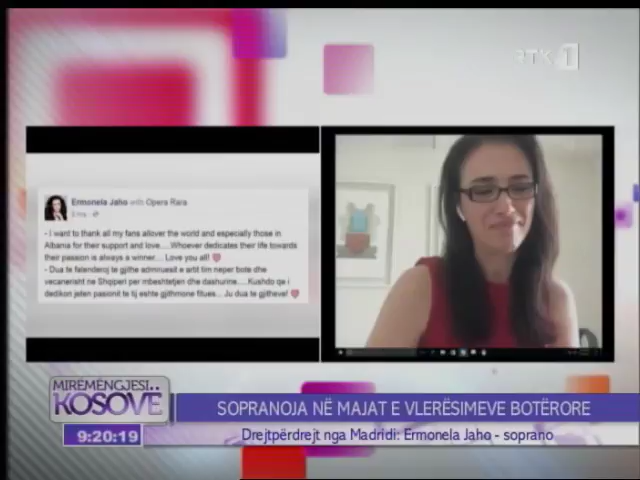 RTK 1
Ermonela Jaho with Opera Rara
- I want to thank all my fans allover the world and especially those in
Albania for their support and love.....Whoever dedicates their life towards
their passion is always a winner.... Love you all!
- Dua te falenderoj te gjithe admiruesit e artit tim neper bote dhe
vecanerisht ne Shqiperi per mbeshtetjen dhe dashurine.....Kushdo qe i
dedikon jeten pasionit te tij eshte gjithmone fitues... Ju dua te gjitheve!
MIRËMËNGJESI..
KOSOVË
9:20:19
SOPRANOJA NË MAJAT E VLERËSIMEVE BOTËRORE
Drejtpërdrejt nga Madridi: Ermonela Jaho - soprano